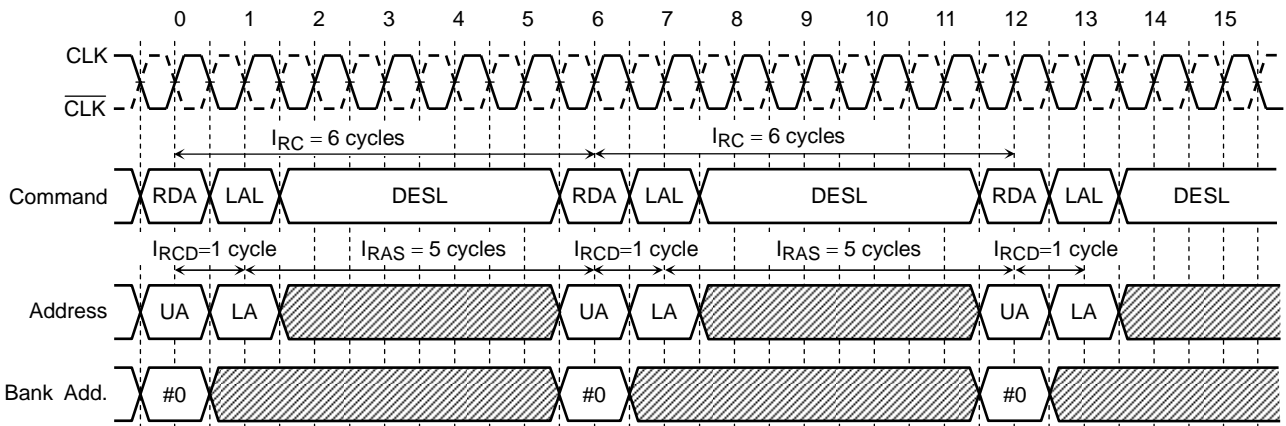 0 1 2 3 4 5 6 7 8 9 10 11 12 13 14 15
CLK
CLK
IRC = 6 cycles IRC = 6 cycles
Command RDA LAL DESL RDA LAL DESL RDA LAL DESL
IRCD=1 cycle IRAS = 5 cycles IRCD=1 cycle IRAS = 5 cycles IRCD=1 cycle
Address UA LA UA LA UA LA
Bank Add. #0 #0 #0